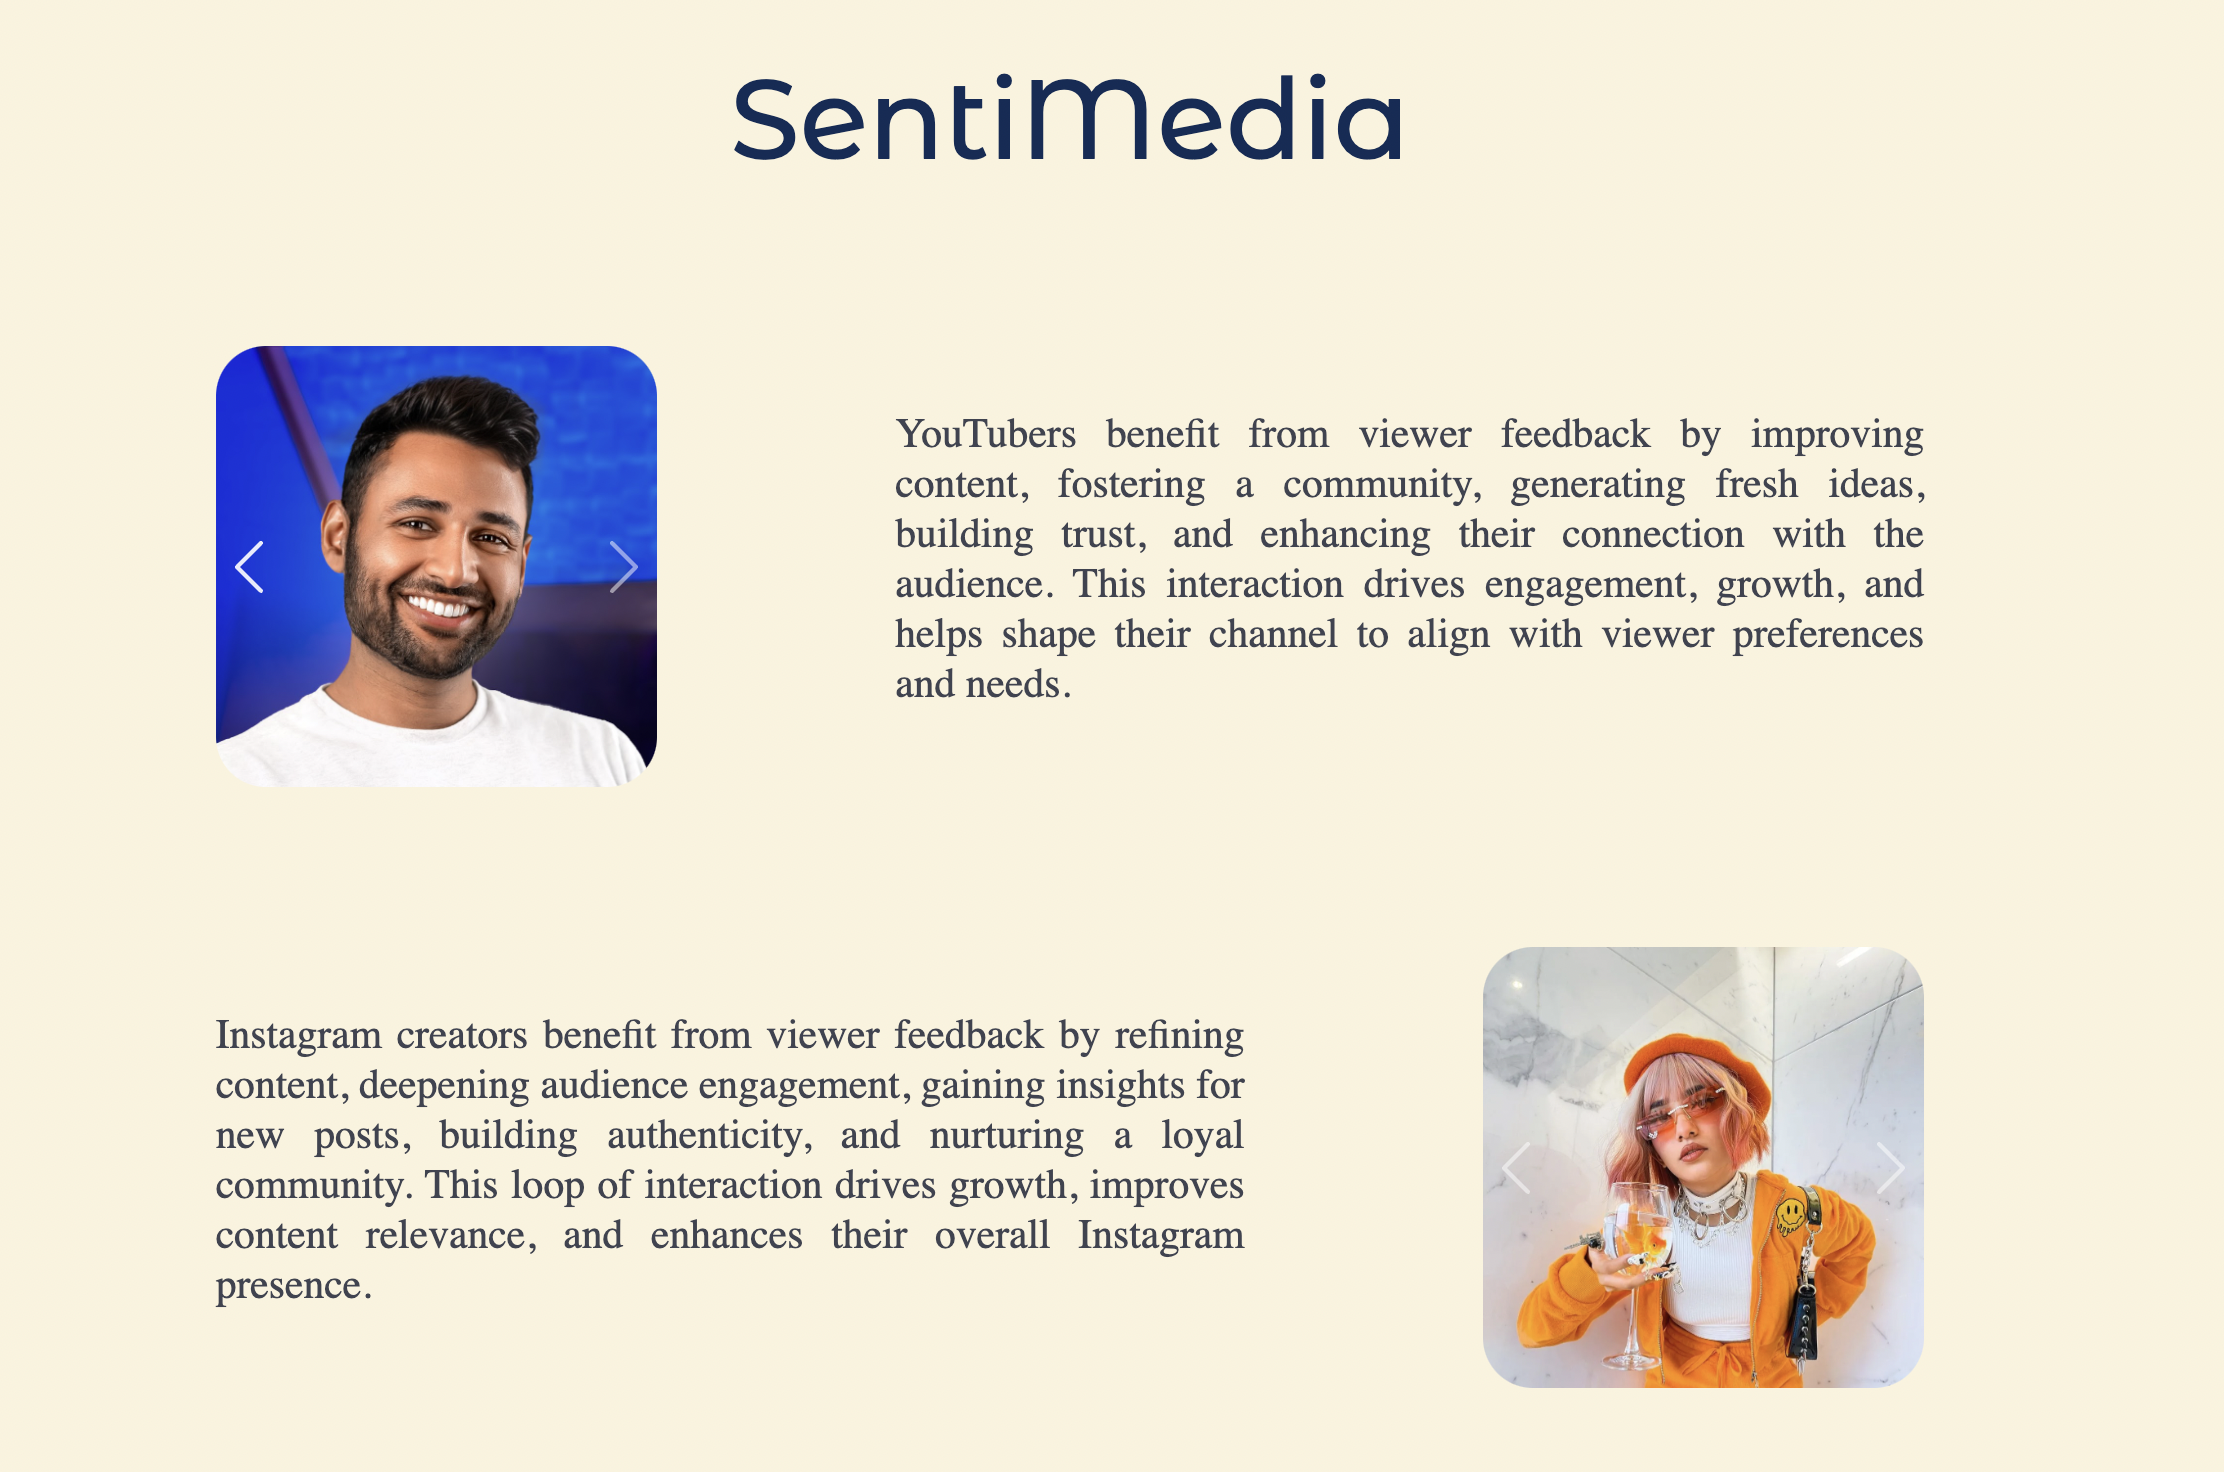 SentiMedia
YouTubers benefit from viewer feedback by improving
content, fostering a community, generating fresh ideas,
building trust, and enhancing their connection with the
audience. This interaction drives engagement, growth, and
helps shape their channel to align with viewer preferences
and needs.
Instagram creators benefit from viewer feedback by refining
content, deepening audience engagement, gaining insights for
new posts, building authenticity, and nurturing a loyal
community. This loop of interaction drives growth, improves
content relevance, and enhances their overall Instagram
presence.